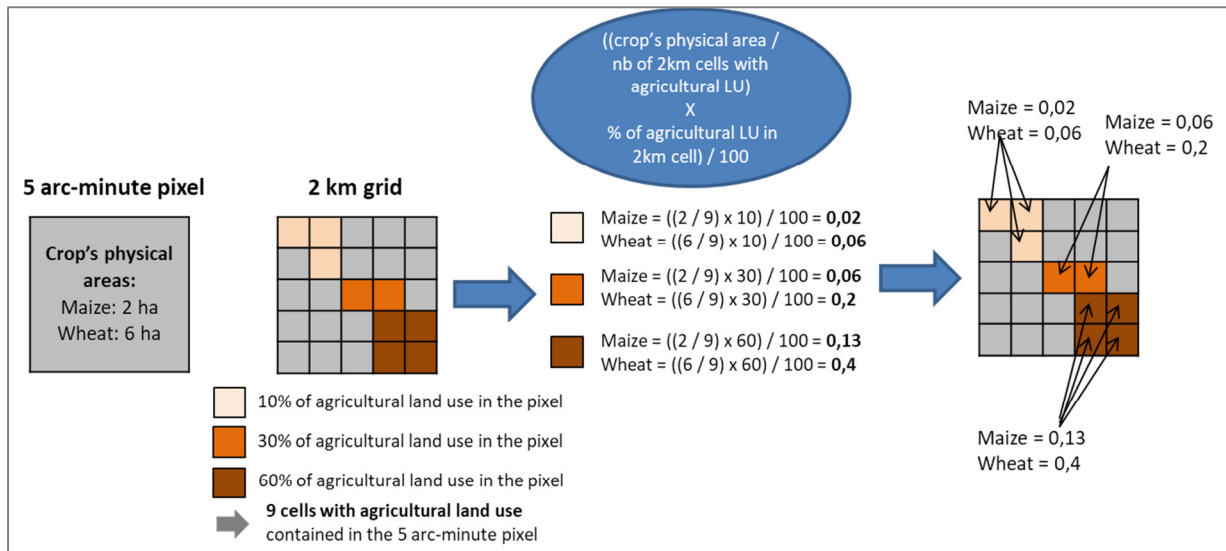 ((crop's physical area /
nb of 2km cells with
agricultural LU)
X
% of agricultural LU in
2km cell) / 100
5 arc-minute pixel
Crop's physical
areas:
Maize: 2 ha
Wheat: 6 ha
2 km grid
10% of agricultural land use in the pixel
30% of agricultural land use in the pixel
60% of agricultural land use in the pixel
9 cells with agricultural land use
contained in the 5 arc-minute pixel
Maize = ((2 / 9) x 10) / 100 = 0,02
Wheat = ((6 / 9) x 10) / 100 = 0,06
Maize = ((2 / 9) x 30) / 100 = 0,06
Wheat = ((6 / 9) x 30) / 100 = 0,2
Maize = ((2 / 9) x 60) / 100 = 0,13
Wheat = ((6 / 9) x 60) / 100 = 0,4
Maize = 0,02
Wheat = 0,06
Maize = 0,06
Wheat = 0,2
Maize = 0,13
Wheat = 0,4